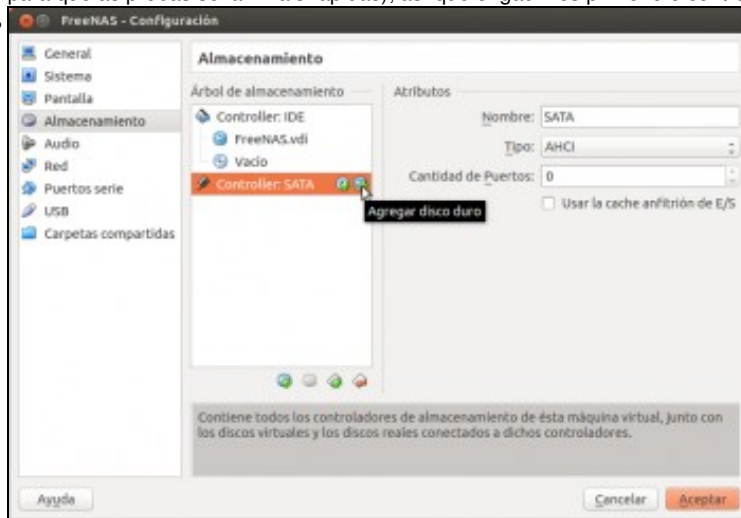 FreeNAS - Configuración
General
Sistema
Pantalla
Almacenamiento
Audio
Red
Puertos serie
USB
Carpetas compartidas
Almacenamiento
Árbol de almacenamiento
Controller: IDE
FreeNAS.vdi
Vacío
Controller: SATA
Agregar disco duro
Atributos
Nombre: SATA
Tipo: AHCI
Cantidad de Puertos: 0
Usar la cache anfitrión de E/S
Contiene todos los controladores de almacenamiento de ésta máquina virtual, junto con
los discos virtuales y los discos reales conectados a dichos controladores.
Ayuda
Cancelar
Aceptar